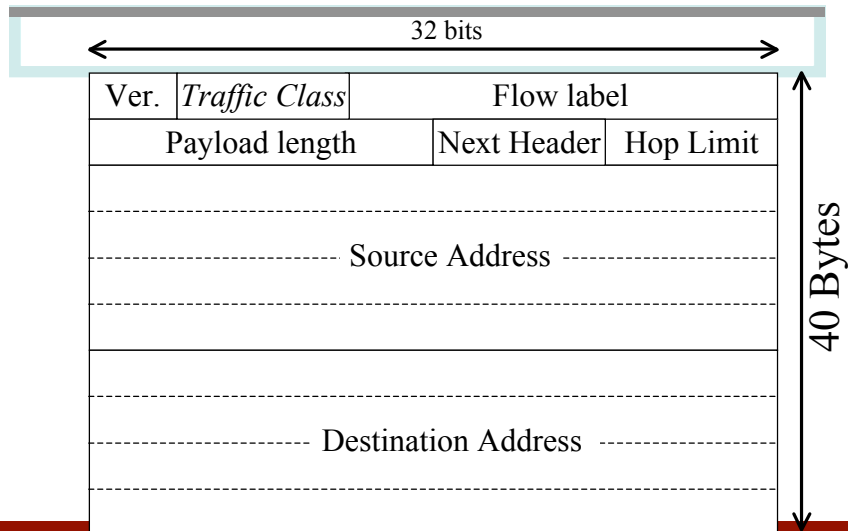 32 bits
Ver. Traffic Class Flow label
Payload length Next Header Hop Limit
Source Address
Destination Address
40 Bytes